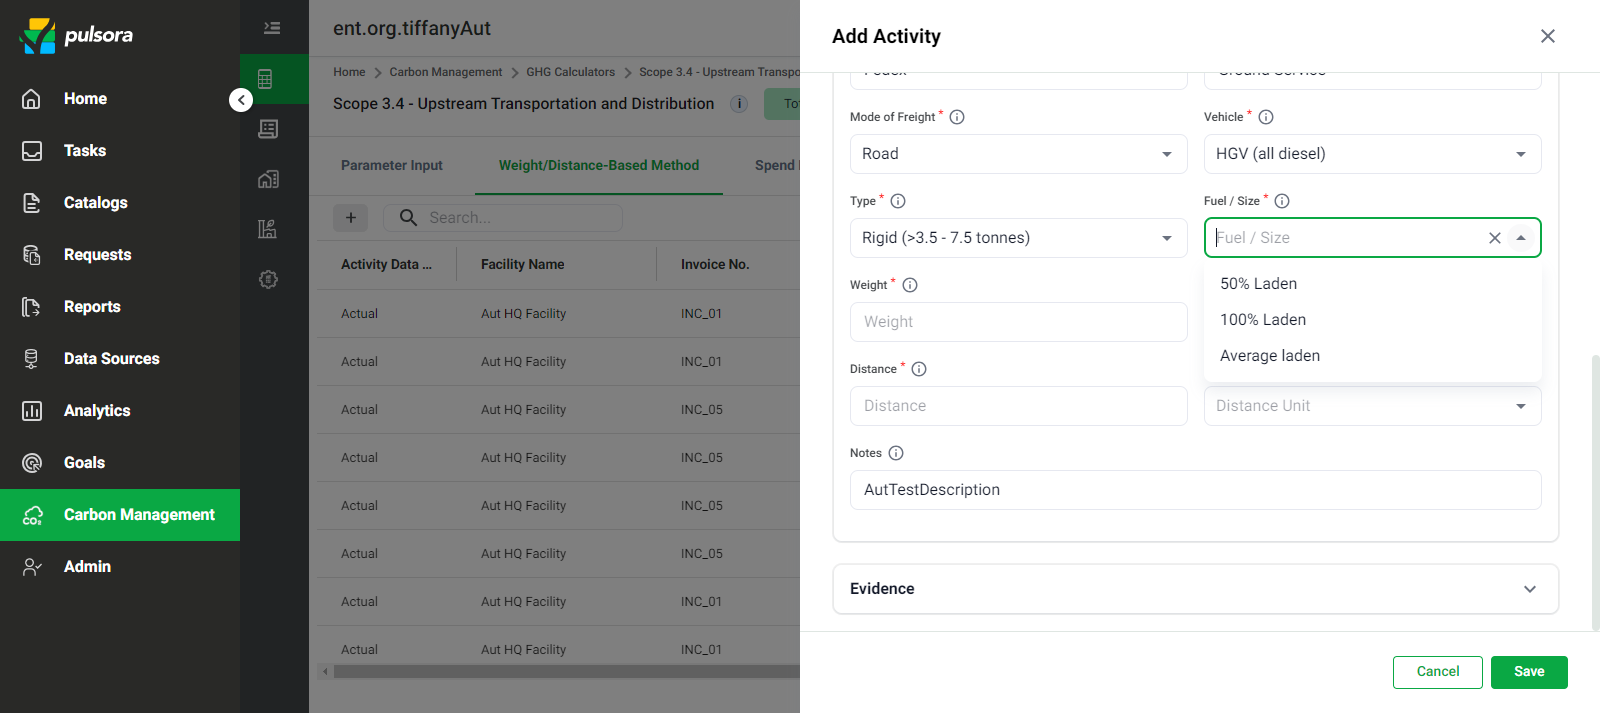 pulsora
Home
Tasks
Catalogs
Requests
Reports
Data Sources
Analytics
Goals
Carbon Management
Admin
ent.org.tiffanyAut
Home > Carbon Management > GHG Calculators > Scope 3.4 - Upstream Transpo
Scope 3.4 - Upstream Transportation and Distribution
Parameter Input
Weight/Distance-Based Method
Spend
+ Search...
Activity Data ... Facility Name Invoice No.
Actual Aut HQ Facility INC_01
Actual Aut HQ Facility INC_01
Actual Aut HQ Facility INC_05
Actual Aut HQ Facility INC_05
Actual Aut HQ Facility INC_05
Actual Aut HQ Facility INC_05
Actual Aut HQ Facility INC_01
Actual Aut HQ Facility INC_01
Add Activity
Ground Service
Mode of Freight *
Road
Vehicle *
HGV (all diesel)
Type *
Rigid (>3.5 - 7.5 tonnes)
Fuel / Size *
Fuel / Size
50% Laden
100% Laden
Average laden
Weight *
Weight
Distance *
Distance
Distance Unit
Notes
AutTestDescription
Evidence
Cancel
Save